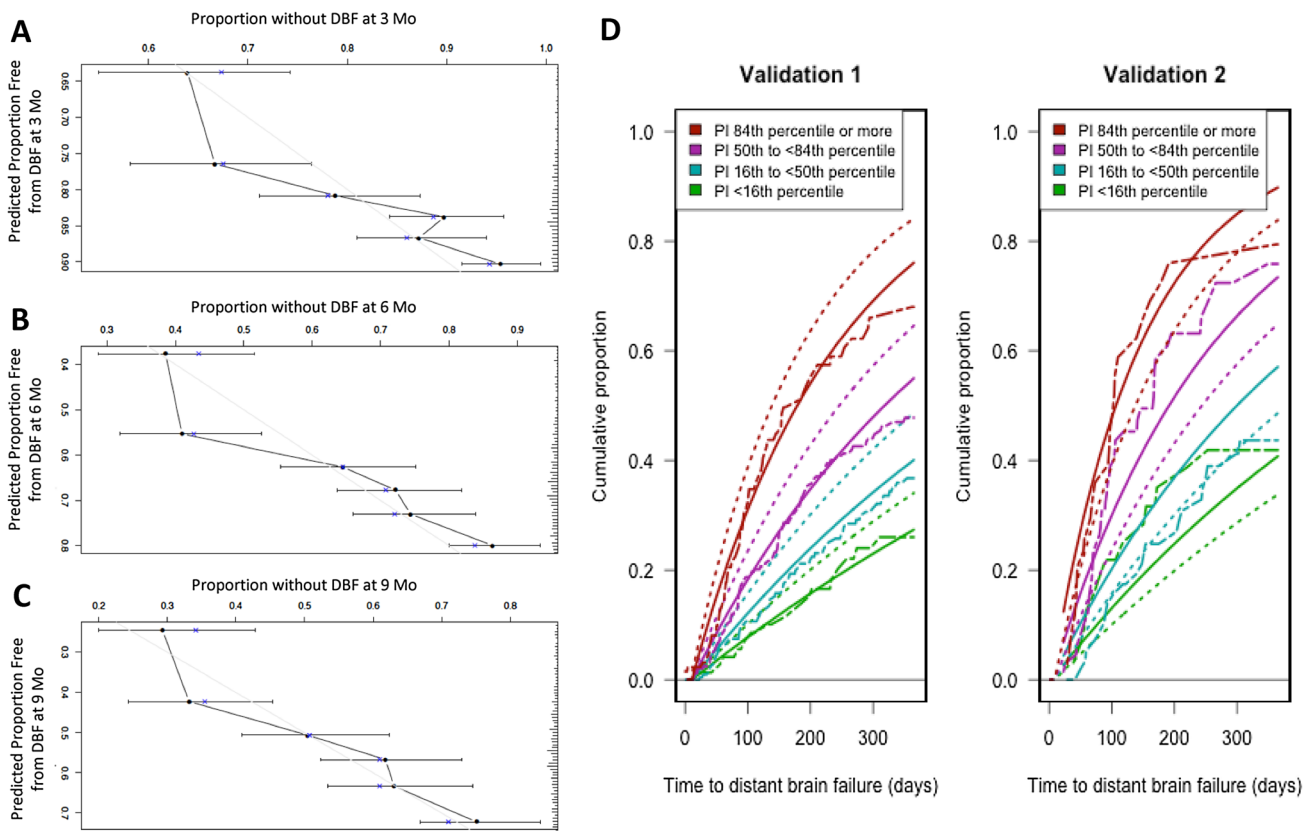 A
Proportion without DBF at 3 Mo
0.6 0.7 0.8 0.9 1.0
Predicted Proportion Free
from DBF at 3 Mo
0.65 0.70 0.75 0.80 0.85 0.90
B
Proportion without DBF at 6 Mo
0.3 0.4 0.5 0.6 0.7 0.8 0.9
Predicted Proportion Free
from DBF at 6 Mo
0.4 0.5 0.6 0.7 0.8
C
Proportion without DBF at 9 Mo
0.2 0.3 0.4 0.5 0.6 0.7 0.8
Predicted Proportion Free
from DBF at 9 Mo
0.3 0.4 0.5 0.6 0.7
D
Validation 1
PI 84th percentile or more
PI 50th to <84th percentile
PI 16th to <50th percentile
PI <16th percentile
Cumulative proportion
1.0
0.8
0.6
0.4
0.2
0.0
0 100 200 300
Time to distant brain failure (days)
Validation 2
PI 84th percentile or more
PI 50th to <84th percentile
PI 16th to <50th percentile
PI <16th percentile
Cumulative proportion
1.0
0.8
0.6
0.4
0.2
0.0
0 100 200 300
Time to distant brain failure (days)